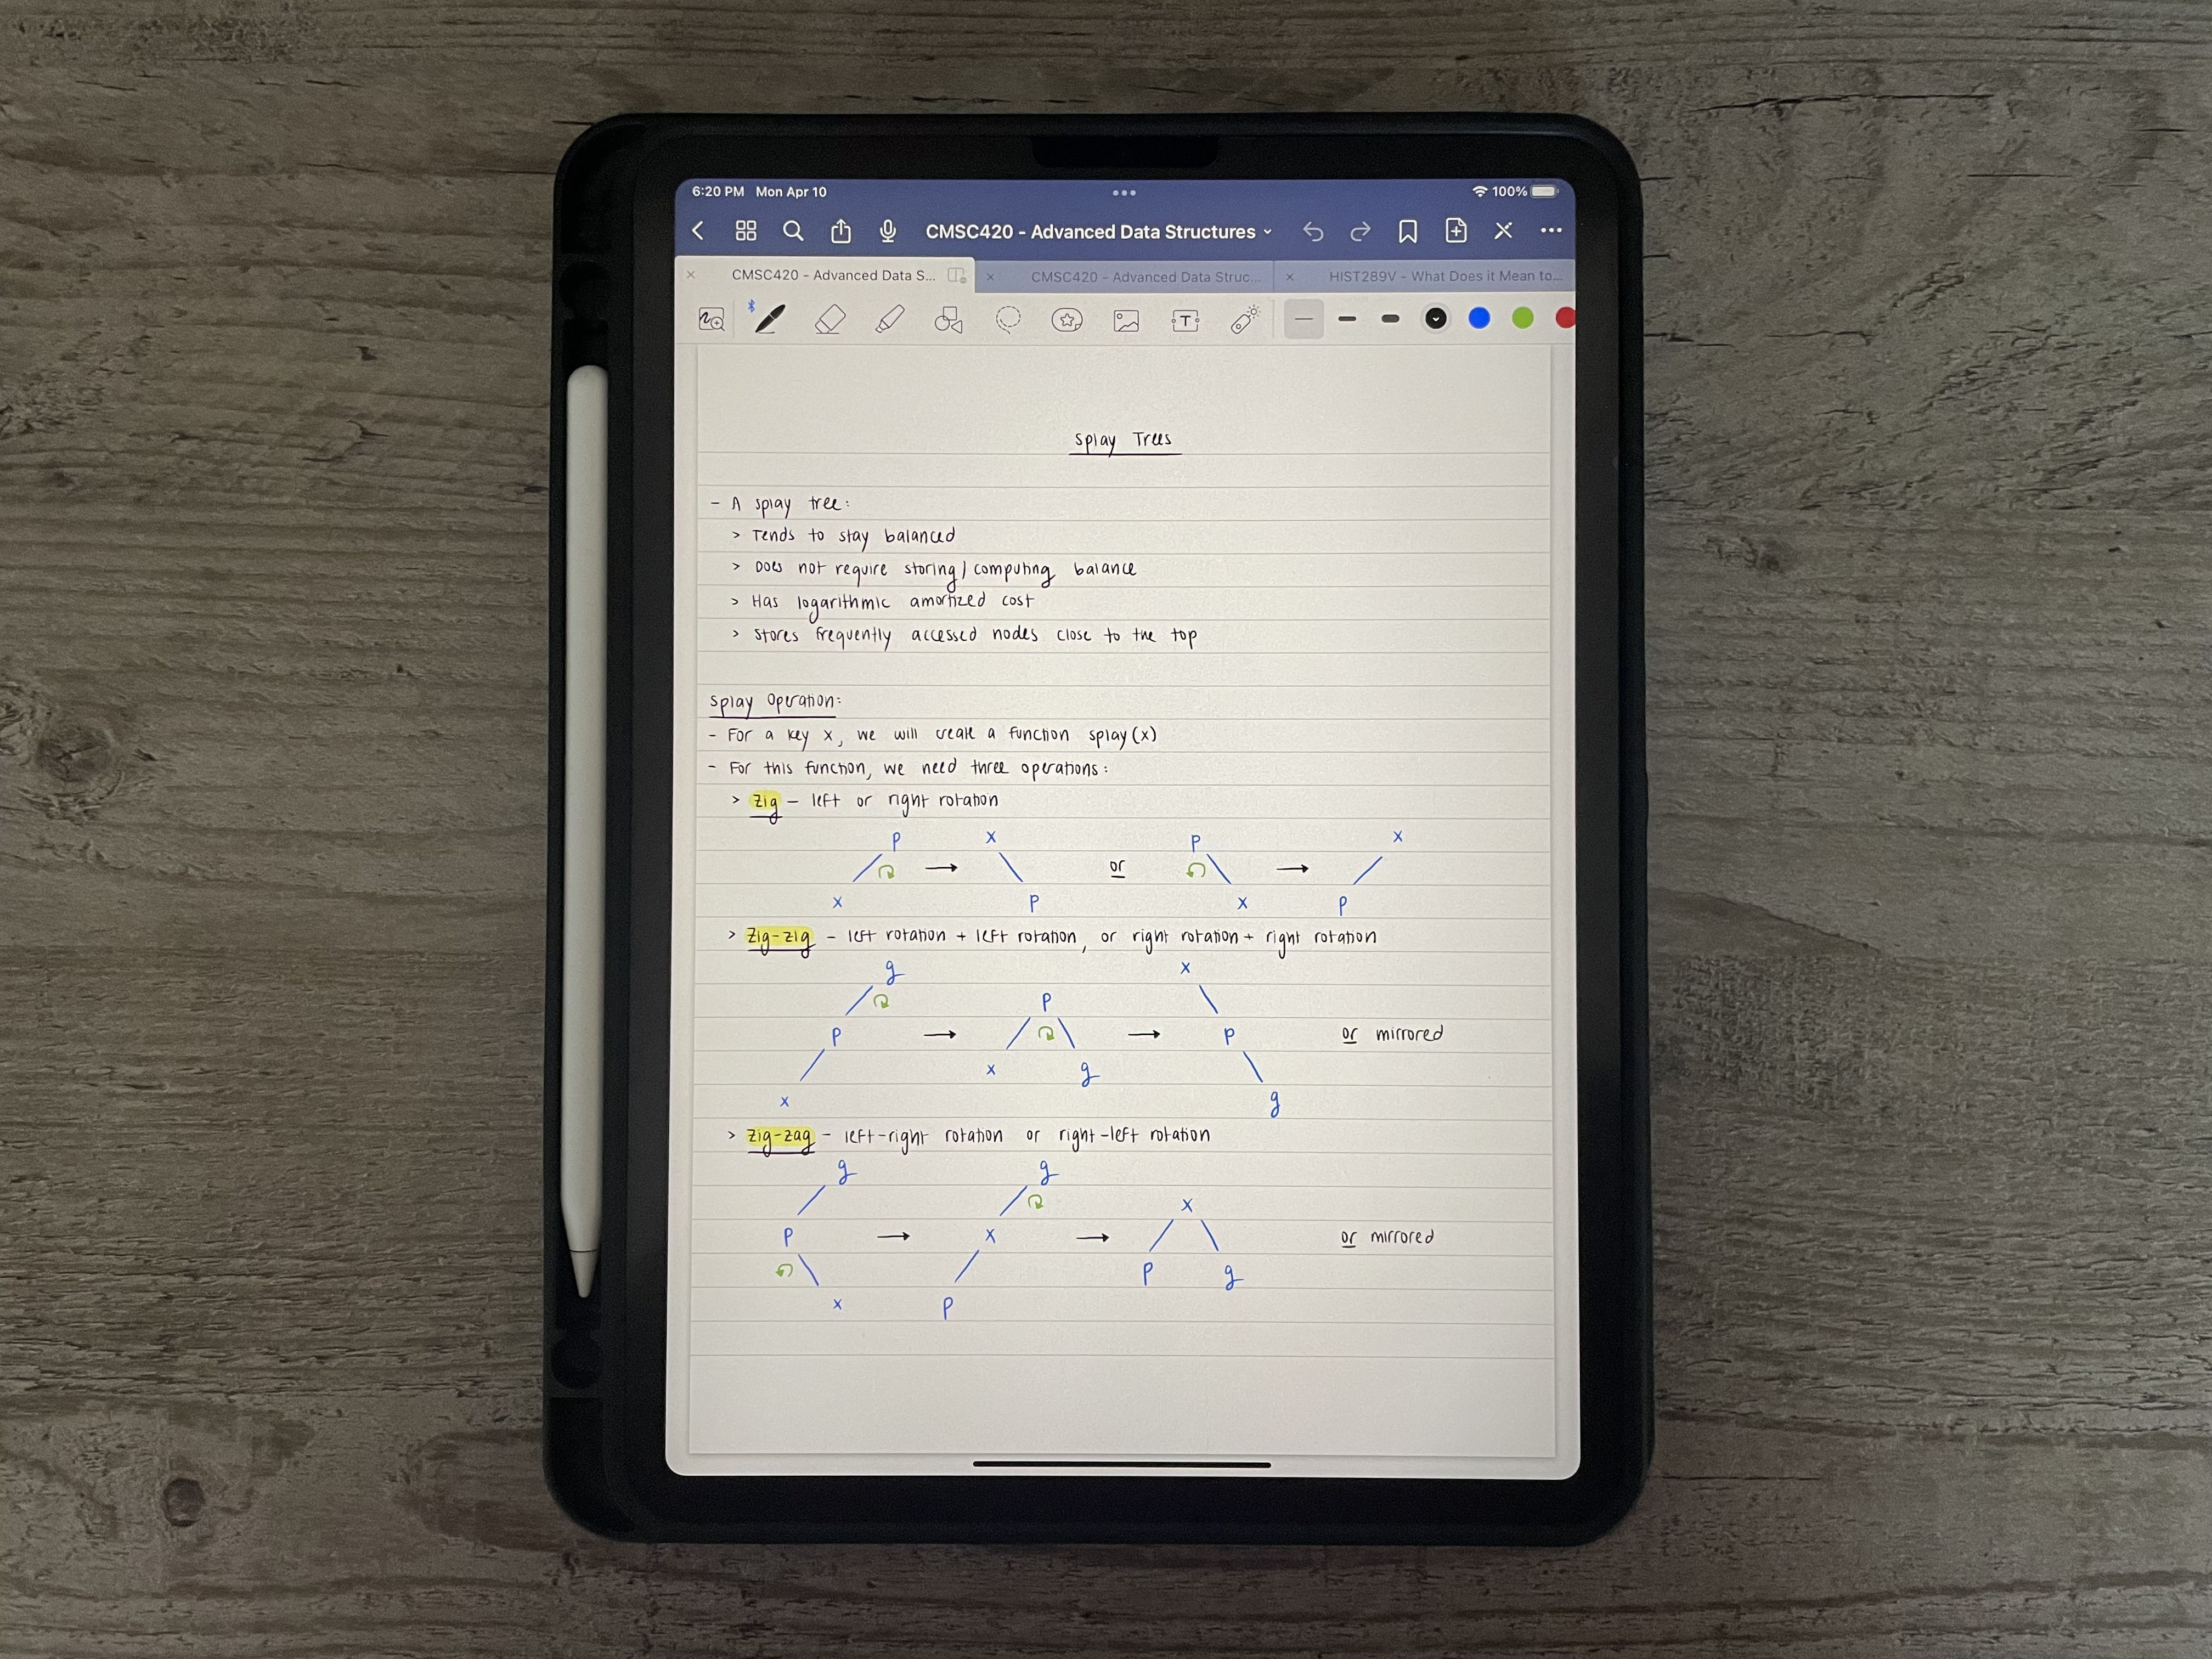 6:20 PM Mon Apr 10 100%
CMSC420 - Advanced Data Structures
CMSC420 - Advanced Data S... CMSC420 - Advanced Data Struc... HIST289V - What Does it Mean to...
T
Splay Trees
- A splay tree:
> Tends to stay balanced
> Does not require storing/computing balance
> Has logarithmic amortized cost
> Stores frequently accessed nodes close to the top
Splay Operation:
- For a key x, we will create a function splay(x)
- For this function, we need three operations:
> Zig - left or right rotation
p x p x
→ or →
x p x p
> Zig-zig - left rotation + left rotation, or right rotation + right rotation
g x
p
p → → p or mirrored
x g
x g
> Zig-zag - left-right rotation or right-left rotation
g g
x
p → x → or mirrored
p g
x p